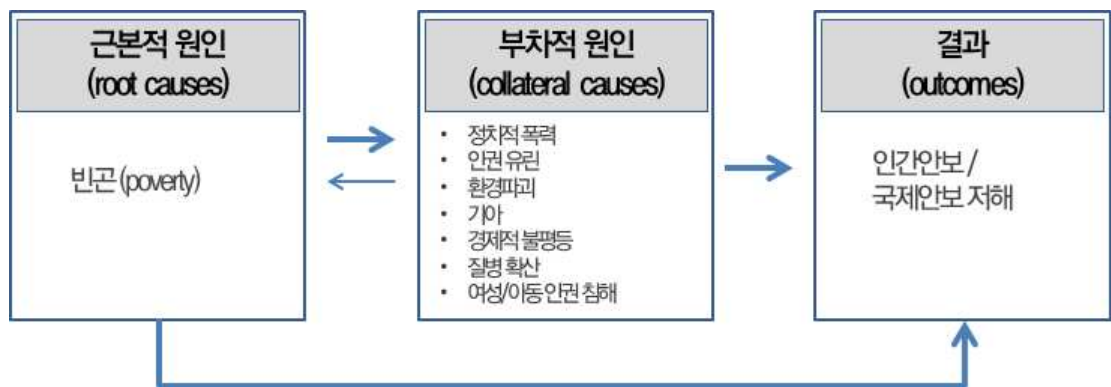 근본적 원인
(root causes)
빈곤(poverty)
부차적 원인
(collateral causes)
• 정치적 폭력
• 인권 유린
• 환경파괴
• 기아
• 경제적 불평등
• 질병 확산
• 여성/아동 인권 침해
결과
(outcomes)
인간안보 /
국제안보 저해